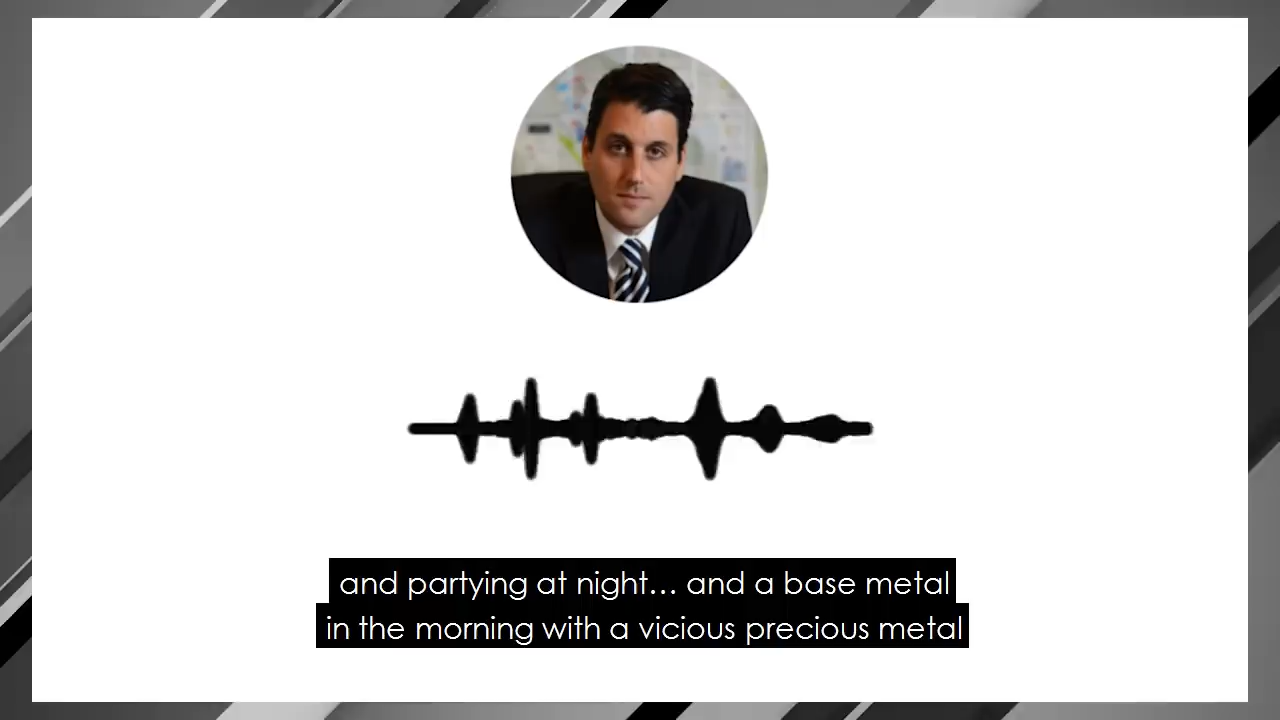 and partying at night... and a base metal
in the morning with a vicious precious metal